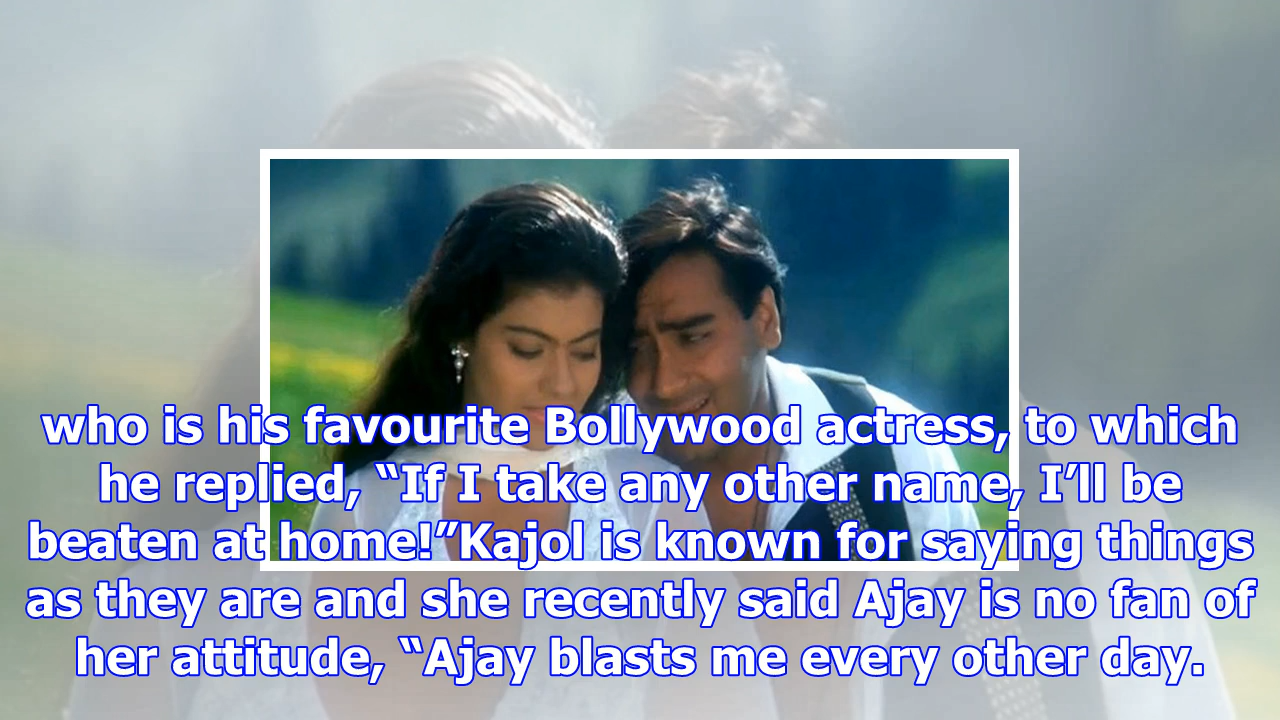 who is his favourite Bollywood actress, to which
he replied, “If I take any other name, I’ll be
beaten at home!”Kajol is known for saying things
as they are and she recently said Ajay is no fan of
her attitude, “Ajay blasts me every other day.